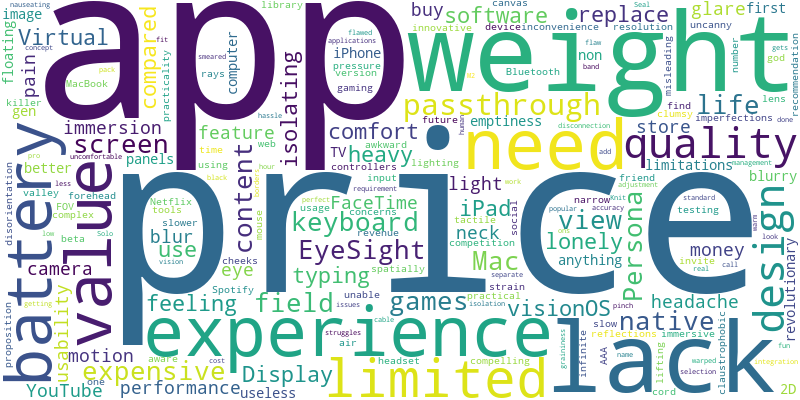 app
price
weight
need
value
battery
experience
lack
quality
limited
design
field
expensive
EyeSight
keyboard
passthrough
screen
content
software
replace
Virtual
life
Mac
iPad
view
games
native
visionOS
Display
Persona
typing
feeling
lonely
comfort
heavy
light
neck
performance
YouTube
usability
motion
camera
blur
use
eye
feature
isolating
immersion
compared
floating
pain
image
gen
better
panels
buy
glare
first
store
money
headache
FaceTime
iPhone
TV
computer
limitations
blurry
anything
emptiness
Bluetooth
useless
nauseating
library
canvas
Seal
flawed
applications
device
inconvenience
uncanny
resolution
innovative
misleading
number
gets
god
recommendation
concept
fit
smeared
pressure
version
gaming
MacBook
pack
practicality
rays
killer
non
flaw
band
lens
find
clumsy
imperfections
done
future
awkward
human
disconnection
add
web
hassle
time
using
lighting
controllers
input
usage
concerns
hour
management
friend
narrow
tactile
social
popular
accuracy
standard
testing
adjustment
Knit
less
work
competition
revenue
spatially
unable
issues
strain
practical
isolation
separate
invite
real
call
look
warm
revolutionary
fun
disorientation
pro
uncomfortable
valley
forehead
FOV
complex
tools
Netflix
slower
mouse
black
perfect
requirement
borders
cheeks
low
Solo
beta
vision
Spotify
proposition
getting
aware
one
cost
struggles
air
cable
headset
compelling
graininess
infinite
slow
AAA
name
reflections
immersive
lifting
cord
warped
selection
claustrophobic
integration
pinch
2D